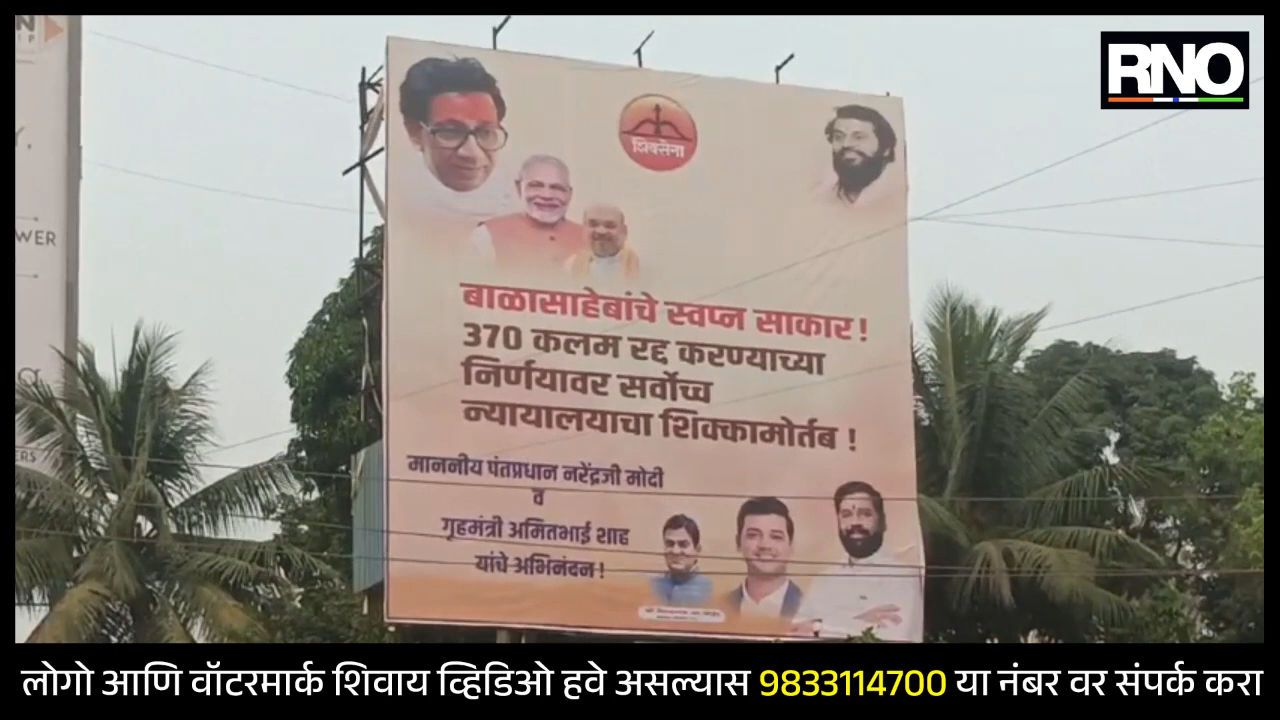 RNO
WER
शिवसेना
बाळासाहेबांचे स्वप्न साकार!
370 कलम रद्द करण्याच्या
निर्णयावर सर्वोच्च
न्यायालयाचा शिक्कामोर्तब !
माननीय पंतप्रधान नरेंद्रजी मोदी
व
गृहमंत्री अमितभाई शाह
यांचे अभिनंदन !
लोगो आणि वॉटरमार्क शिवाय व्हिडिओ हवे असल्यास 9833114700 या नंबर वर संपर्क करा